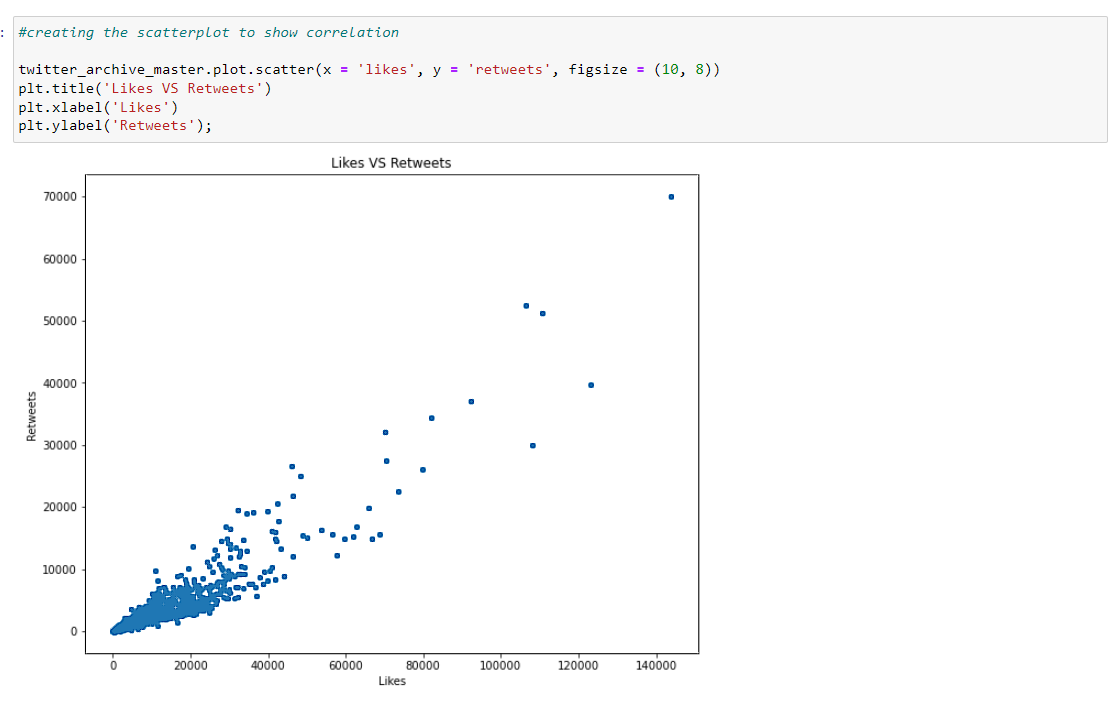 :
#creating the scatterplot to show correlation
twitter_archive_master.plot.scatter(x = 'likes', y = 'retweets', figsize = (10, 8))
plt.title('Likes VS Retweets')
plt.xlabel('Likes')
plt.ylabel('Retweets');
Likes VS Retweets
70000
60000
50000
40000
30000
20000
10000
0
Retweets
0 20000 40000 60000 80000 100000 120000 140000
Likes